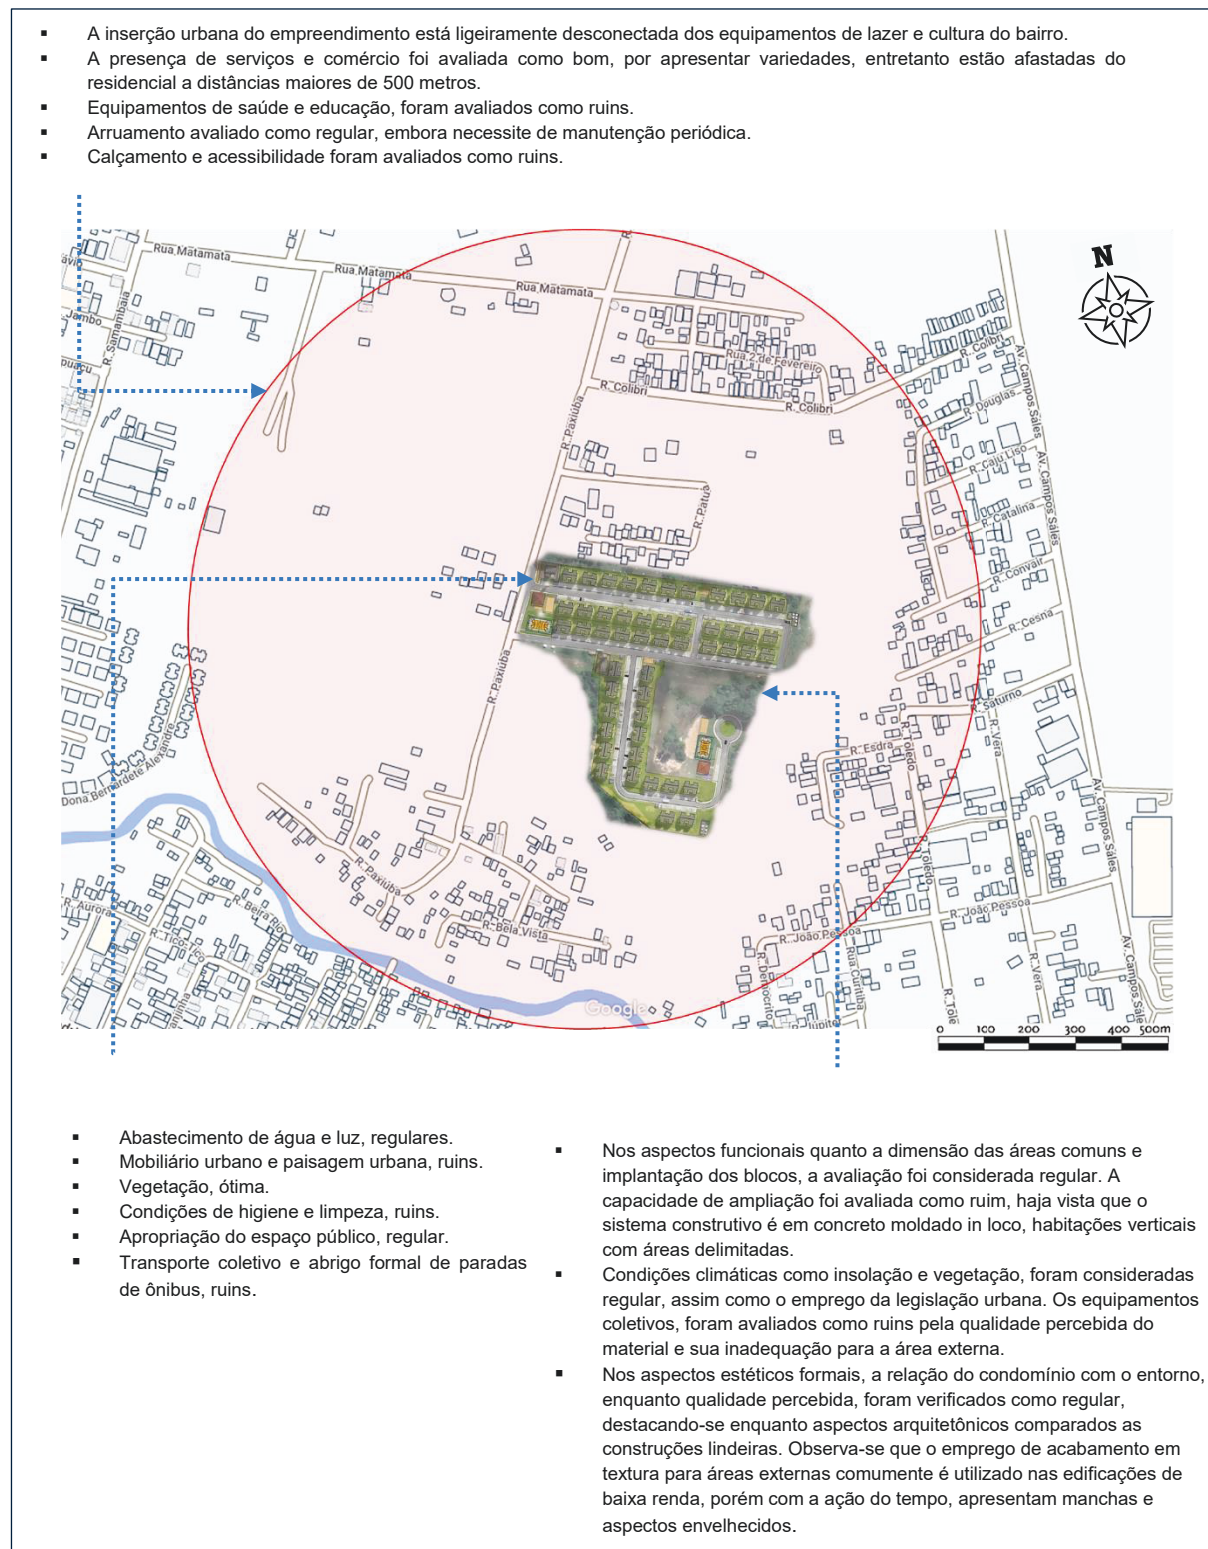 ▪ A inserção urbana do empreendimento está ligeiramente desconectada dos equipamentos de lazer e cultura do bairro.
▪ A presença de serviços e comércio foi avaliada como bom, por apresentar variedades, entretanto estão afastadas do
residencial a distâncias maiores de 500 metros.
▪ Equipamentos de saúde e educação, foram avaliados como ruins.
▪ Arruamento avaliado como regular, embora necessite de manutenção periódica.
▪ Calçamento e acessibilidade foram avaliados como ruins.
N
Rua Matamata
Rua Matamata
Rua Matamata
R. Samambaia
Jambo
Rua 2 de Fevereiro
R. Colibri
R. Colibri
R. Colibri
R. Paxiúba
Av. Campos Sáles
R. Douglas
R. Caju Liso
Av. Campos Sáles
R. Patuá
R. Catalina
R. Convair
R. Cesna
R. Paxiúba
R. Saturno
R. Vera
R. Esdra
R. Toledo
Dona Bernardete Alexandre
Av. Campos Sáles
R. Paxiúba
R. Toledo
R. Aurora
R. Beira Rio
R. Tico Tico
R. Bela Vista
R. João Pessoa
R. João Pessoa
R. Demócrito
Rua Curitiba
R. Vera
Av. Campos Sáles
R. Tole
R. Júpito
Google
0 100 200 300 400 500m
▪ Abastecimento de água e luz, regulares.
▪ Mobiliário urbano e paisagem urbana, ruins.
▪ Vegetação, ótima.
▪ Condições de higiene e limpeza, ruins.
▪ Apropriação do espaço público, regular.
▪ Transporte coletivo e abrigo formal de paradas
de ônibus, ruins.
▪ Nos aspectos funcionais quanto a dimensão das áreas comuns e
implantação dos blocos, a avaliação foi considerada regular. A
capacidade de ampliação foi avaliada como ruim, haja vista que o
sistema construtivo é em concreto moldado in loco, habitações verticais
com áreas delimitadas.
▪ Condições climáticas como insolação e vegetação, foram consideradas
regular, assim como o emprego da legislação urbana. Os equipamentos
coletivos, foram avaliados como ruins pela qualidade percebida do
material e sua inadequação para a área externa.
▪ Nos aspectos estéticos formais, a relação do condomínio com o entorno,
enquanto qualidade percebida, foram verificados como regular,
destacando-se enquanto aspectos arquitetônicos comparados as
construções lindeiras. Observa-se que o emprego de acabamento em
textura para áreas externas comumente é utilizado nas edificações de
baixa renda, porém com a ação do tempo, apresentam manchas e
aspectos envelhecidos.